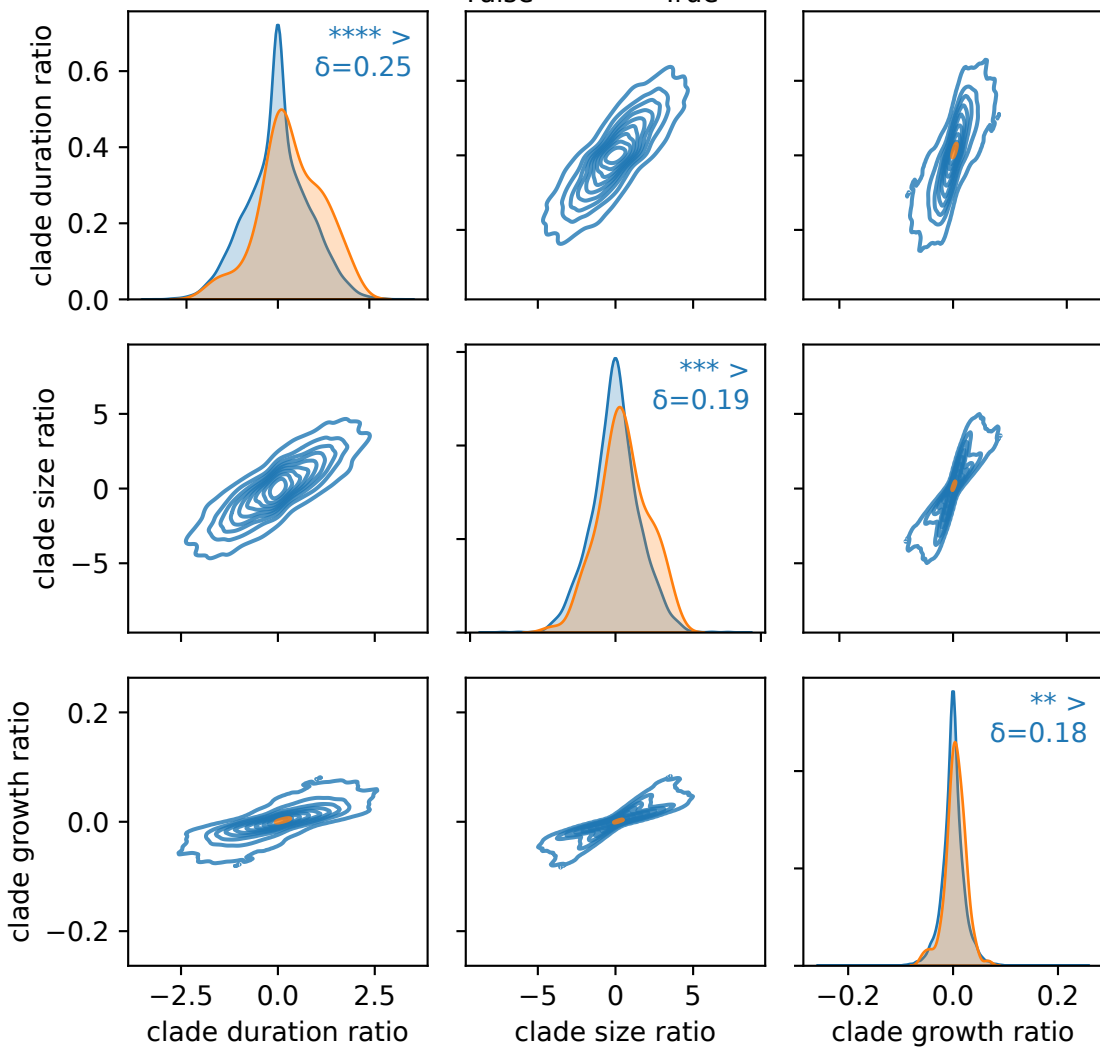 **** >
δ=0.25
clade duration ratio
0.6
0.4
0.2
0.0
*** >
δ=0.19
clade size ratio
5
0
−5
** >
δ=0.18
clade growth ratio
0.2
0.0
−0.2
−2.5 0.0 2.5 −5 0 5 −0.2 0.0 0.2
clade duration ratio clade size ratio clade growth ratio